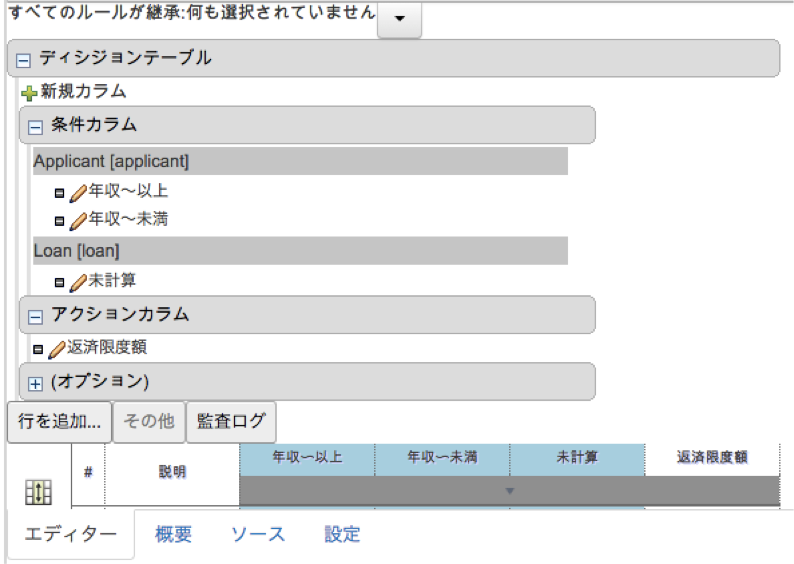 すべてのルールが継承:何も選択されていません
ディシジョンテーブル
新規カラム
条件カラム
Applicant [applicant]
年収〜以上
年収〜未満
Loan [loan]
未計算
アクションカラム
返済限度額
(オプション)
行を追加... その他 監査ログ
# 説明 年収〜以上 年収〜未満 未計算 返済限度額
エディター 概要 ソース 設定